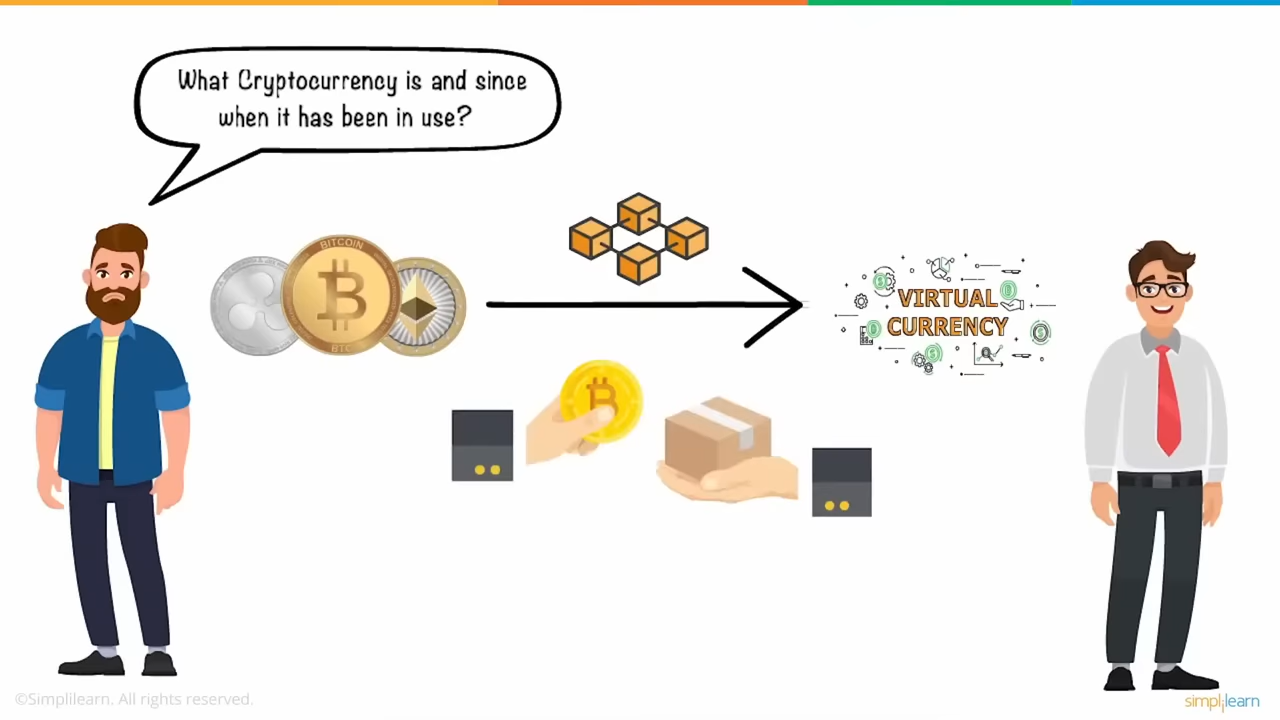 What Cryptocurrency is and since
when it has been in use?
BITCOIN
BTC
VIRTUAL
CURRENCY
©Simplilearn. All rights reserved.
simplilearn